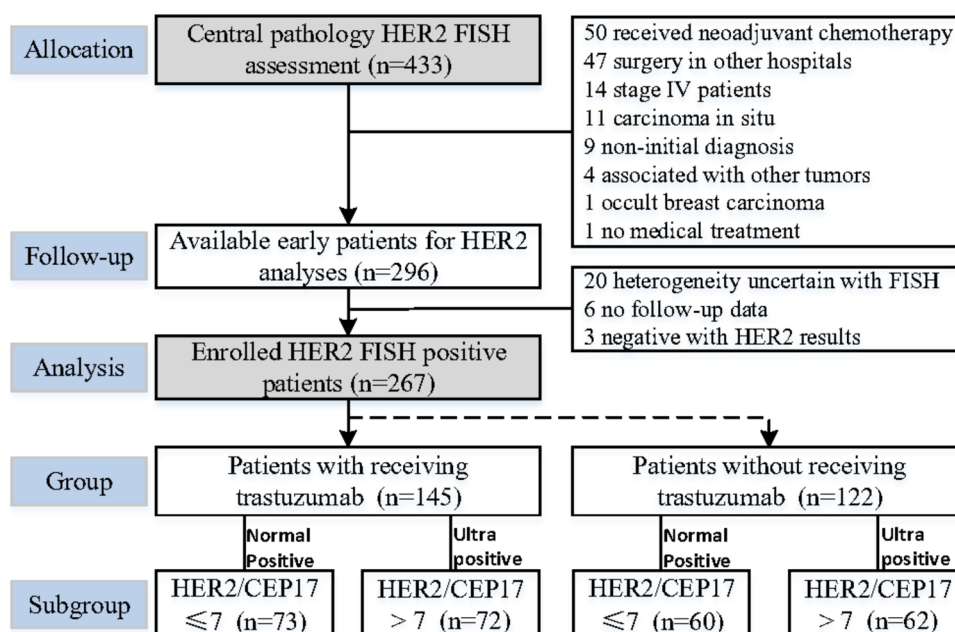 Allocation
Central pathology HER2 FISH
assessment (n=433)
50 received neoadjuvant chemotherapy
47 surgery in other hospitals
14 stage IV patients
11 carcinoma in situ
9 non-initial diagnosis
4 associated with other tumors
1 occult breast carcinoma
1 no medical treatment
Follow-up
Available early patients for HER2
analyses (n=296)
20 heterogeneity uncertain with FISH
6 no follow-up data
3 negative with HER2 results
Analysis
Enrolled HER2 FISH positive
patients (n=267)
Group
Patients with receiving
trastuzumab (n=145)
Patients without receiving
trastuzumab (n=122)
Normal
Positive
Ultra
positive
Normal
Positive
Ultra
positive
Subgroup
HER2/CEP17
≤7 (n=73)
HER2/CEP17
> 7 (n=72)
HER2/CEP17
≤7 (n=60)
HER2/CEP17
> 7 (n=62)